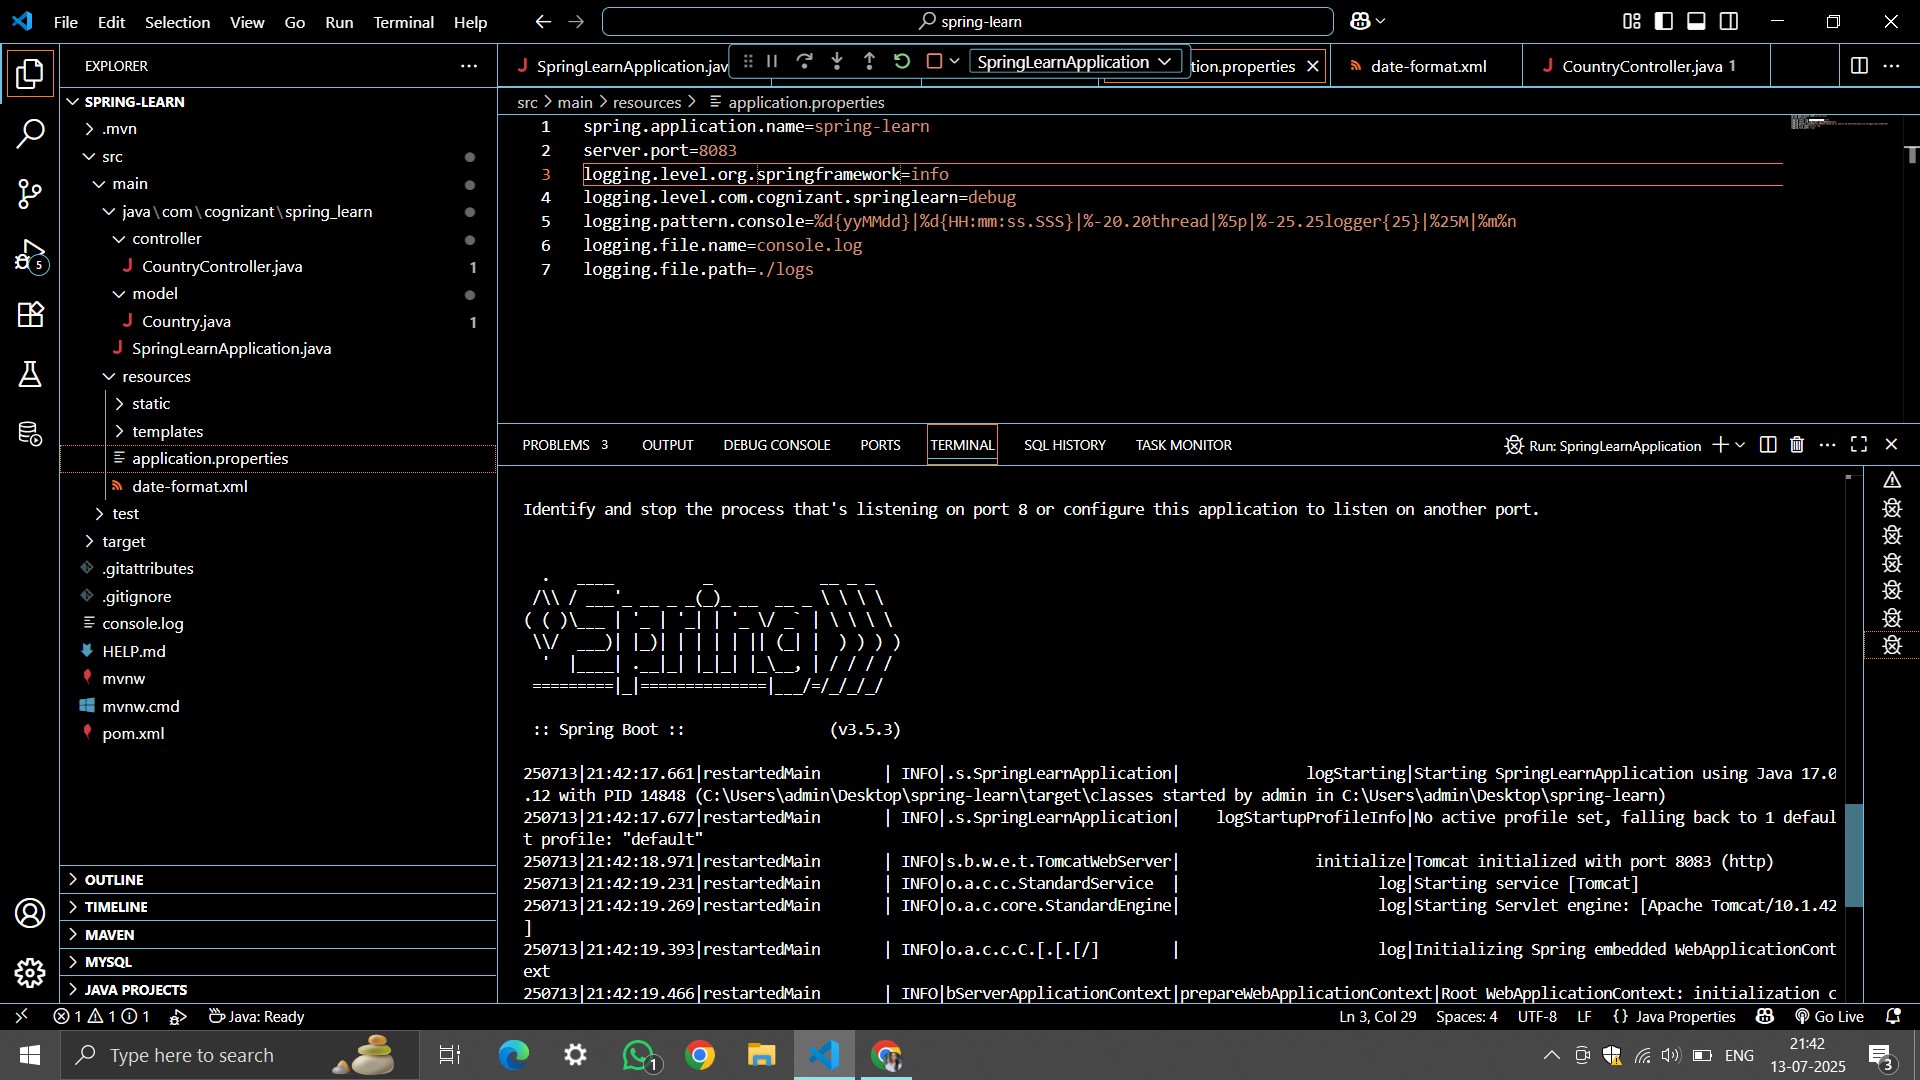 File Edit Selection View Go Run Terminal Help
spring-learn
EXPLORER
SPRING-LEARN
.mvn
src
main
java\com\cognizant\spring_learn
controller
CountryController.java 1
model
Country.java 1
SpringLearnApplication.java
resources
static
templates
application.properties
date-format.xml
test
target
.gitattributes
.gitignore
console.log
HELP.md
mvnw
mvnw.cmd
pom.xml
OUTLINE
TIMELINE
MAVEN
MYSQL
JAVA PROJECTS
5
SpringLearnApplication.jav
SpringLearnApplication
tion.properties
date-format.xml
CountryController.java 1
src > main > resources > application.properties
1 spring.application.name=spring-learn
2 server.port=8083
3 logging.level.org.springframework=info
4 logging.level.com.cognizant.springlearn=debug
5 logging.pattern.console=%d{yyMMdd}|%d{HH:mm:ss.SSS}|%-20.20thread|%5p|%-25.25logger{25}|%25M|%m%n
6 logging.file.name=console.log
7 logging.file.path=./logs
PROBLEMS 3 OUTPUT DEBUG CONSOLE PORTS TERMINAL SQL HISTORY TASK MONITOR
Run: SpringLearnApplication
Identify and stop the process that's listening on port 8 or configure this application to listen on another port.
:: Spring Boot :: (v3.5.3)
250713|21:42:17.661|restartedMain | INFO|.s.SpringLearnApplication| logStarting|Starting SpringLearnApplication using Java 17.0
.12 with PID 14848 (C:\Users\admin\Desktop\spring-learn\target\classes started by admin in C:\Users\admin\Desktop\spring-learn)
250713|21:42:17.677|restartedMain | INFO|.s.SpringLearnApplication| logStartupProfileInfo|No active profile set, falling back to 1 defaul
t profile: "default"
250713|21:42:18.971|restartedMain | INFO|s.b.w.e.t.TomcatWebServer| initialize|Tomcat initialized with port 8083 (http)
250713|21:42:19.231|restartedMain | INFO|o.a.c.c.StandardService | log|Starting service [Tomcat]
250713|21:42:19.269|restartedMain | INFO|o.a.c.core.StandardEngine| log|Starting Servlet engine: [Apache Tomcat/10.1.42
]
250713|21:42:19.393|restartedMain | INFO|o.a.c.c.C.[.[.[/] | log|Initializing Spring embedded WebApplicationCont
ext
250713|21:42:19.466|restartedMain | INFO|bServerApplicationContext|prepareWebApplicationContext|Root WebApplicationContext: initialization c
1 1 1 Java: Ready
Ln 3, Col 29 Spaces: 4 UTF-8 LF {} Java Properties Go Live
Type here to search
1
ENG
21:42
13-07-2025
3